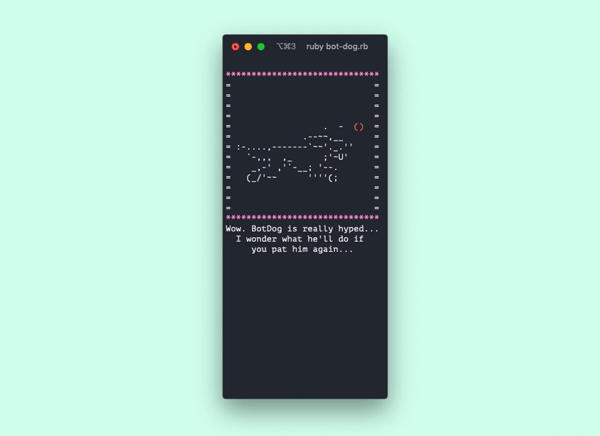 ⌥⌘3 ruby bot-dog.rb
Wow. BotDog is really hyped...
I wonder what he'll do if
you pat him again...